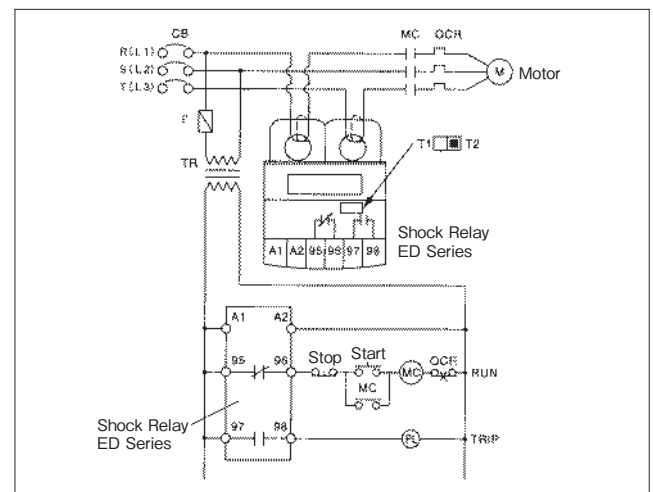 CB
MC OCR
R(L1)
S(L2)
T(L3)
M Motor
F
TR
T1 T2
Shock Relay
ED Series
A1 A2 95 96 97 98
A1 A2
95 96 Stop Start MC OCR RUN
MC
Shock Relay
ED Series
97 98 PL TRIP